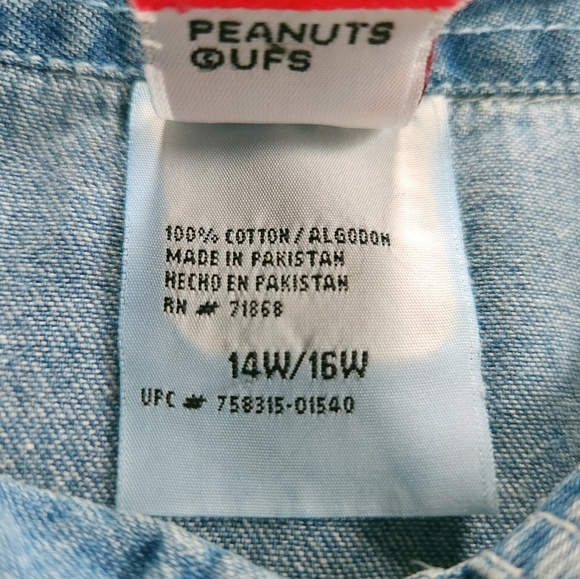 PEANUTS
©UFS
100% COTTON / ALGODON
MADE IN PAKISTAN
HECHO EN PAKISTAN
RN # 71868
14W/16W
UPC # 758315-01540